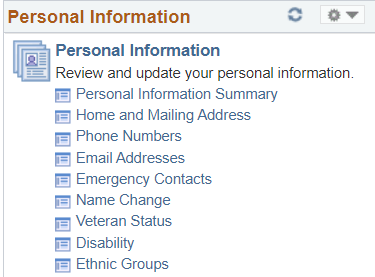 Personal Information
Personal Information
Review and update your personal information.
Personal Information Summary
Home and Mailing Address
Phone Numbers
Email Addresses
Emergency Contacts
Name Change
Veteran Status
Disability
Ethnic Groups